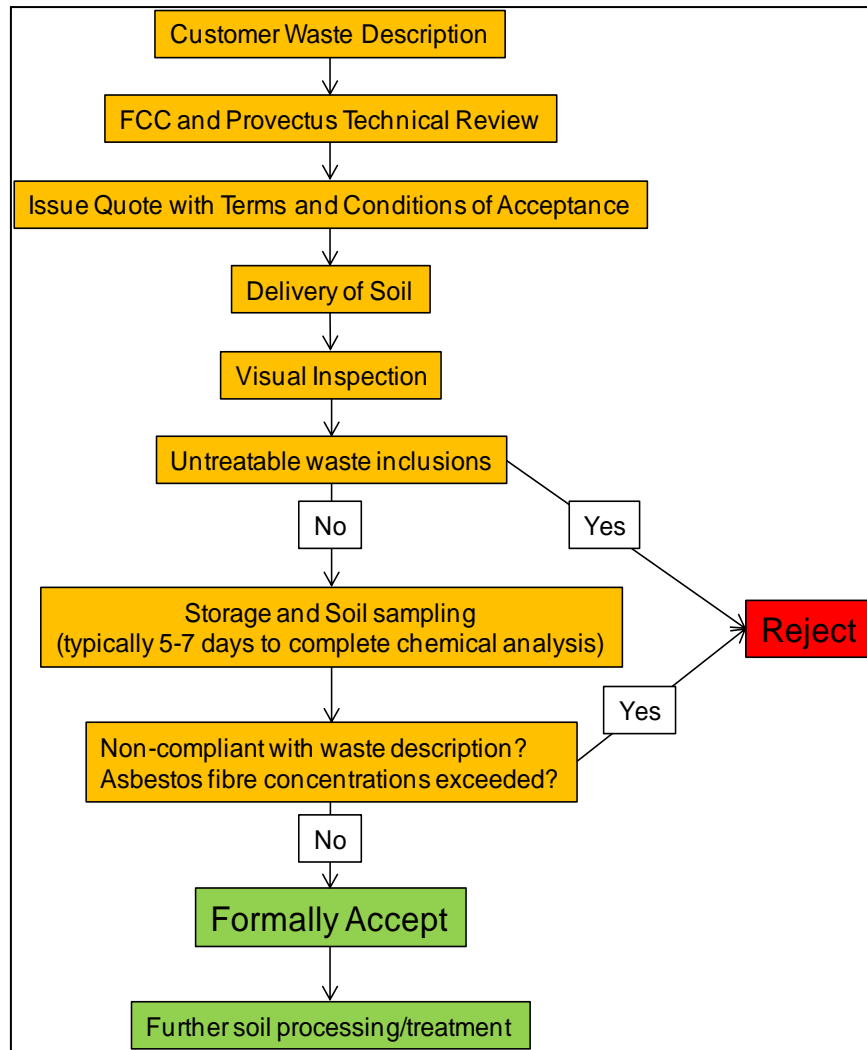 Customer Waste Description
FCC and Provectus Technical Review
Issue Quote with Terms and Conditions of Acceptance
Delivery of Soil
Visual Inspection
Untreatable waste inclusions
No
Yes
Storage and Soil sampling
(typically 5-7 days to complete chemical analysis)
Reject
Yes
Non-compliant with waste description?
Asbestos fibre concentrations exceeded?
No
Formally Accept
Further soil processing/treatment